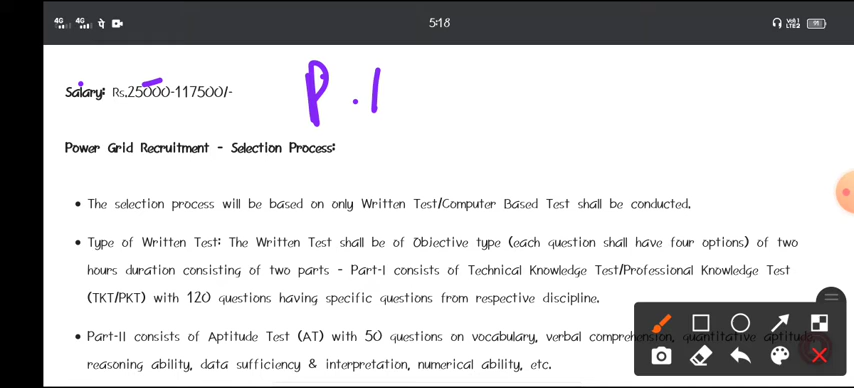 4G 4G पे 5:18 Vo1) LTE2 91
Salary: Rs.25000-117500/- P.I
Power Grid Recruitment - Selection Process:
• The selection process will be based on only Written Test/Computer Based Test shall be conducted.
• Type of Written Test: The Written Test shall be of Objective type (each question shall have four options) of two
hours duration consisting of two parts - Part-I consists of Technical Knowledge Test/Professional Knowledge Test
(TKT/PKT) with 120 questions having specific questions from respective discipline.
• Part-II consists of Aptitude Test (AT) with 50 questions on vocabulary, verbal comprehension, quantitative aptitude,
reasoning ability, data sufficiency & interpretation, numerical ability, etc.